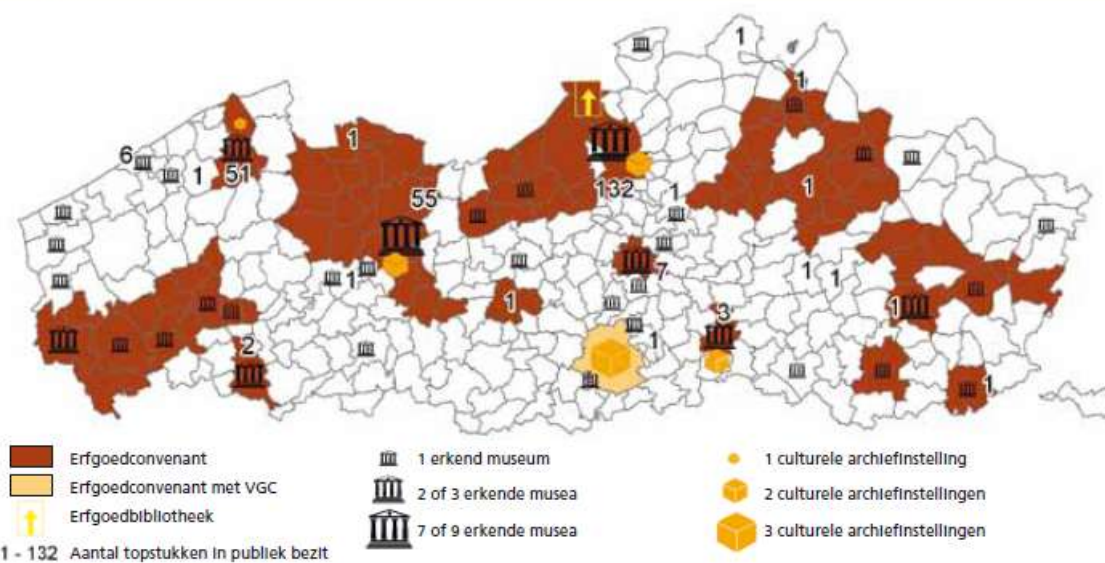 1
1
6
1
51
55
132
1
1
1
7
1
1
1
1
3
1
2
1
Erfgoedconvenant
1 erkend museum
1 culturele archiefinstelling
Erfgoedconvenant met VGC
2 of 3 erkende musea
2 culturele archiefinstellingen
Erfgoedbibliotheek
7 of 9 erkende musea
3 culturele archiefinstellingen
1 - 132 Aantal topstukken in publiek bezit